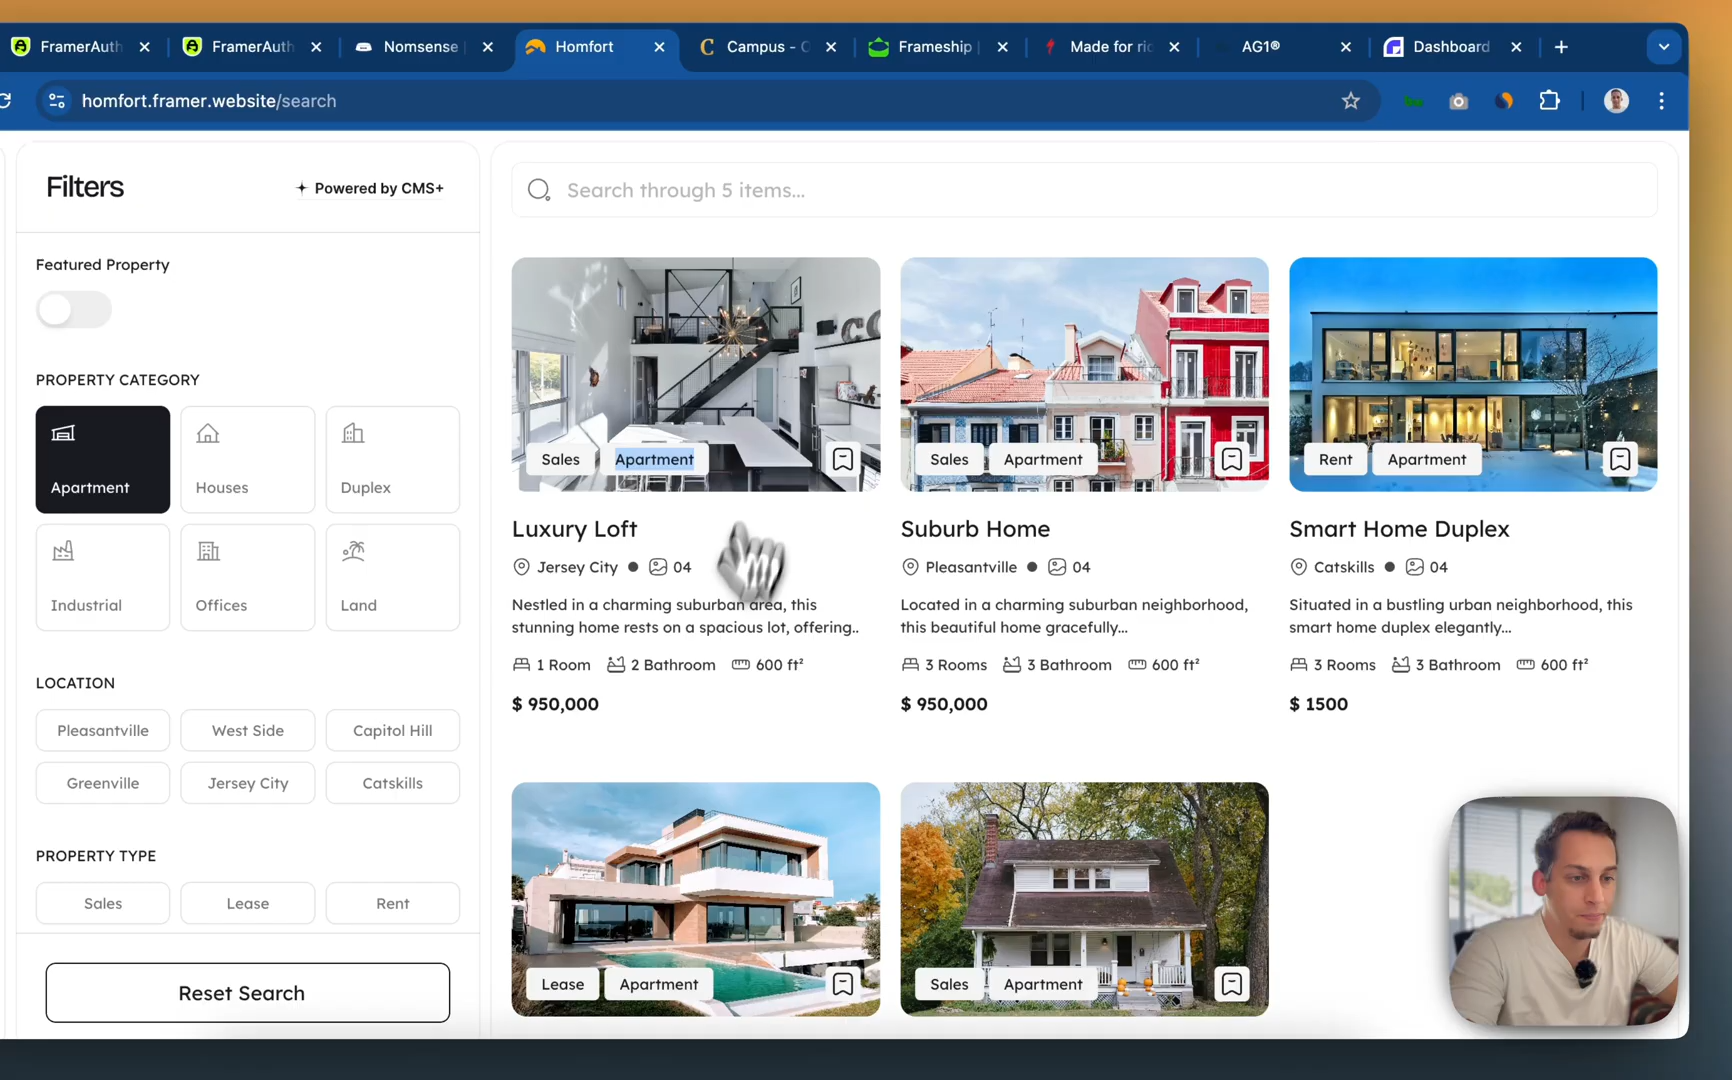 FramerAuth
FramerAuth
Nomsense
Homfort
Campus - C
Frameship
Made for ric
AG1®
Dashboard
homfort.framer.website/search
Filters
Powered by CMS+
Search through 5 items...
Featured Property
PROPERTY CATEGORY
Apartment
Houses
Duplex
Industrial
Offices
Land
LOCATION
Pleasantville
West Side
Capitol Hill
Greenville
Jersey City
Catskills
PROPERTY TYPE
Sales
Lease
Rent
Reset Search
Sales
Apartment
Luxury Loft
Jersey City
04
Nestled in a charming suburban area, this
stunning home rests on a spacious lot, offering..
1 Room
2 Bathroom
600 ft²
$ 950,000
Sales
Apartment
Suburb Home
Pleasantville
04
Located in a charming suburban neighborhood,
this beautiful home gracefully...
3 Rooms
3 Bathroom
600 ft²
$ 950,000
Rent
Apartment
Smart Home Duplex
Catskills
04
Situated in a bustling urban neighborhood, this
smart home duplex elegantly...
3 Rooms
3 Bathroom
600 ft²
$ 1500
Lease
Apartment
Sales
Apartment